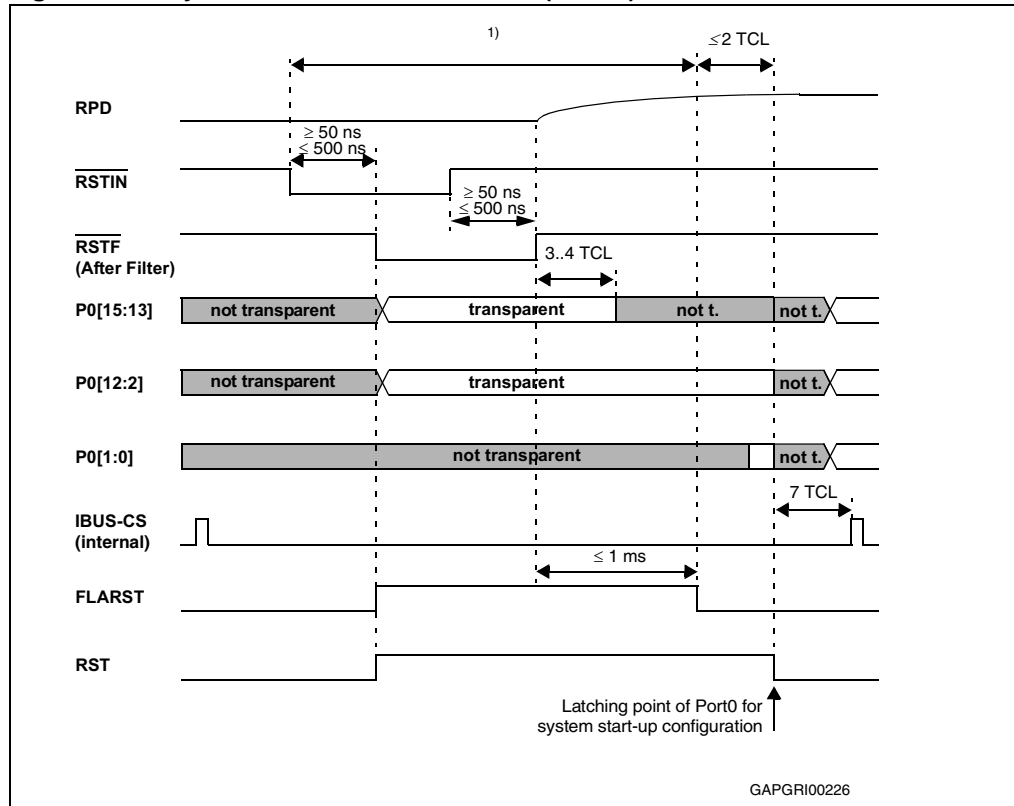 1)
≤2 TCL
RPD
≥ 50 ns
≤ 500 ns
RSTIN
≥ 50 ns
≤ 500 ns
RSTF
(After Filter)
3..4 TCL
P0[15:13]
not transparent
transparent
not t.
not t.
P0[12:2]
not transparent
transparent
not t.
P0[1:0]
not transparent
not t.
7 TCL
IBUS-CS
(internal)
≤ 1 ms
FLARST
RST
Latching point of Port0 for
system start-up configuration
GAPGRI00226